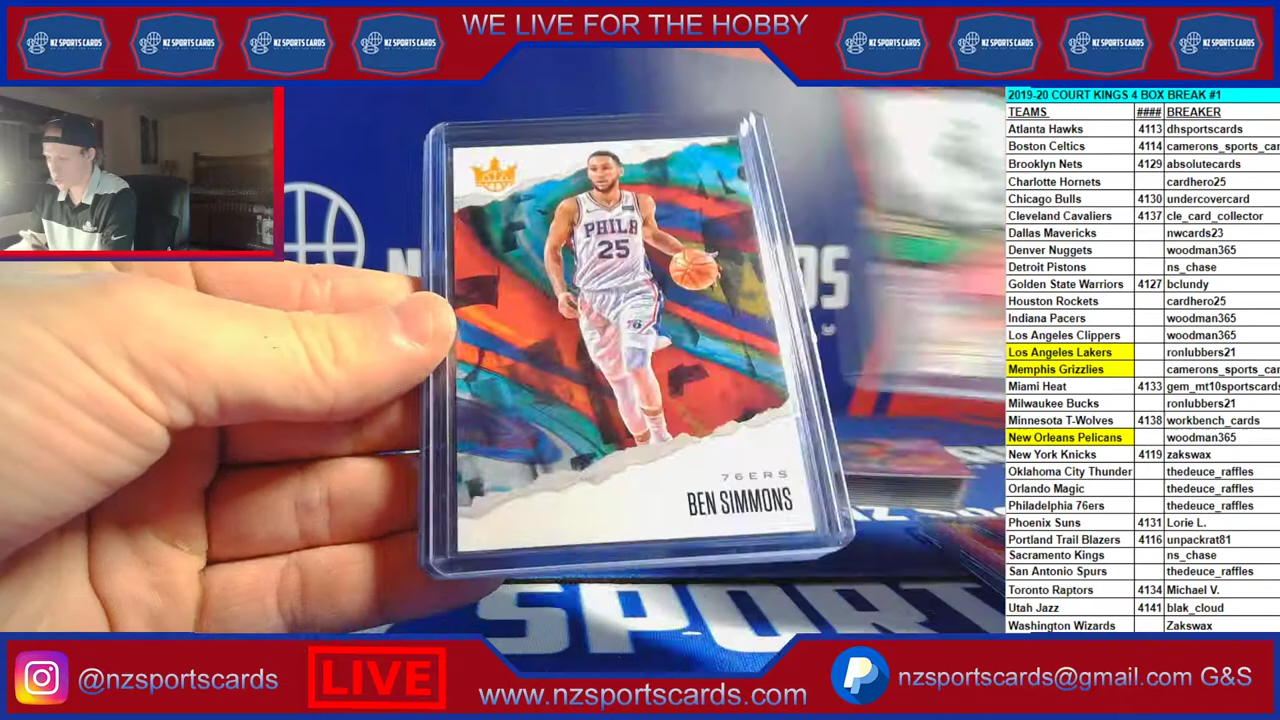 WE LIVE FOR THE HOBBY
NZ SPORTS CARDS
NZ SPORTS CARDS
NZ SPORTS CARDS
NZ SPORTS CARDS
NZ SPORTS CARDS
NZ SPORTS CARDS
NZ SPORTS CARDS
NZ SPORTS CARDS
PHILA
25
76ERS
BEN SIMMONS
SPORT
2019-20 COURT KINGS 4 BOX BREAK #1
TEAMS #### BREAKER
Atlanta Hawks 4113 dhsportscards
Boston Celtics 4114 camerons_sports_car
Brooklyn Nets 4129 absolutecards
Charlotte Hornets cardhero25
Chicago Bulls 4130 undercovercard
Cleveland Cavaliers 4137 cle_card_collector
Dallas Mavericks nwcards23
Denver Nuggets woodman365
Detroit Pistons ns_chase
Golden State Warriors 4127 bclundy
Houston Rockets cardhero25
Indiana Pacers woodman365
Los Angeles Clippers woodman365
Los Angeles Lakers ronlubbers21
Memphis Grizzlies camerons_sports_car
Miami Heat 4133 gem_mt10sportscards
Milwaukee Bucks ronlubbers21
Minnesota T-Wolves 4138 workbench_cards
New Orleans Pelicans woodman365
New York Knicks 4119 zakswax
Oklahoma City Thunder thedeuce_raffles
Orlando Magic thedeuce_raffles
Philadelphia 76ers thedeuce_raffles
Phoenix Suns 4131 Lorie L.
Portland Trail Blazers 4116 unpackrat81
Sacramento Kings ns_chase
San Antonio Spurs thedeuce_raffles
Toronto Raptors 4134 Michael V.
Utah Jazz 4141 blak_cloud
Washington Wizards Zakswax
@nzsportscards
LIVE
www.nzsportscards.com
nzsportscards@gmail.com G&S